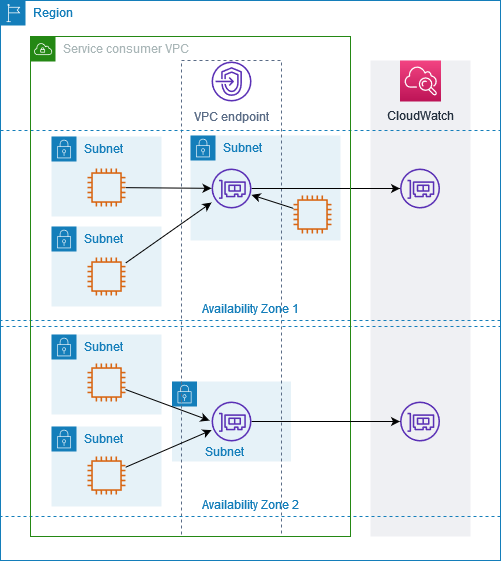 Region
Service consumer VPC
VPC endpoint
CloudWatch
Subnet
Subnet
Subnet
Availability Zone 1
Subnet
Subnet
Subnet
Availability Zone 2